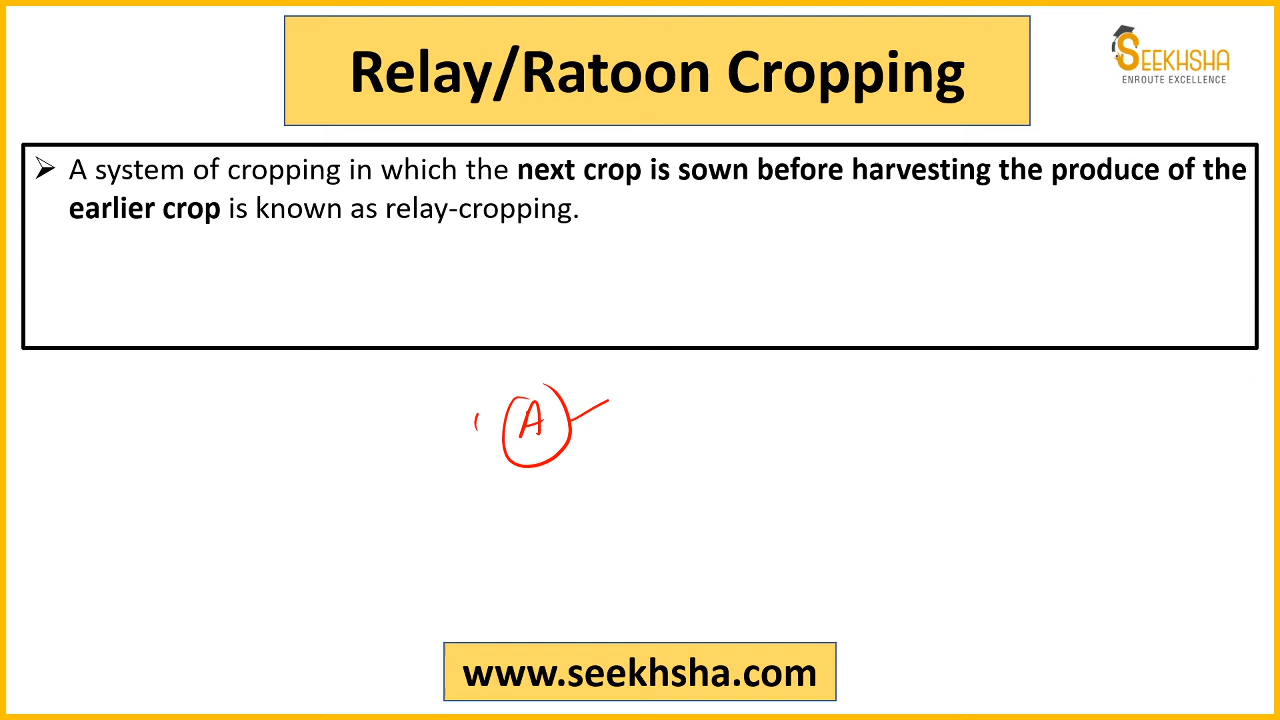 Relay/Ratoon Cropping
SEEKHSHA
ENROUTE EXCELLENCE
➢ A system of cropping in which the next crop is sown before harvesting the produce of the
earlier crop is known as relay-cropping.
A
www.seekhsha.com